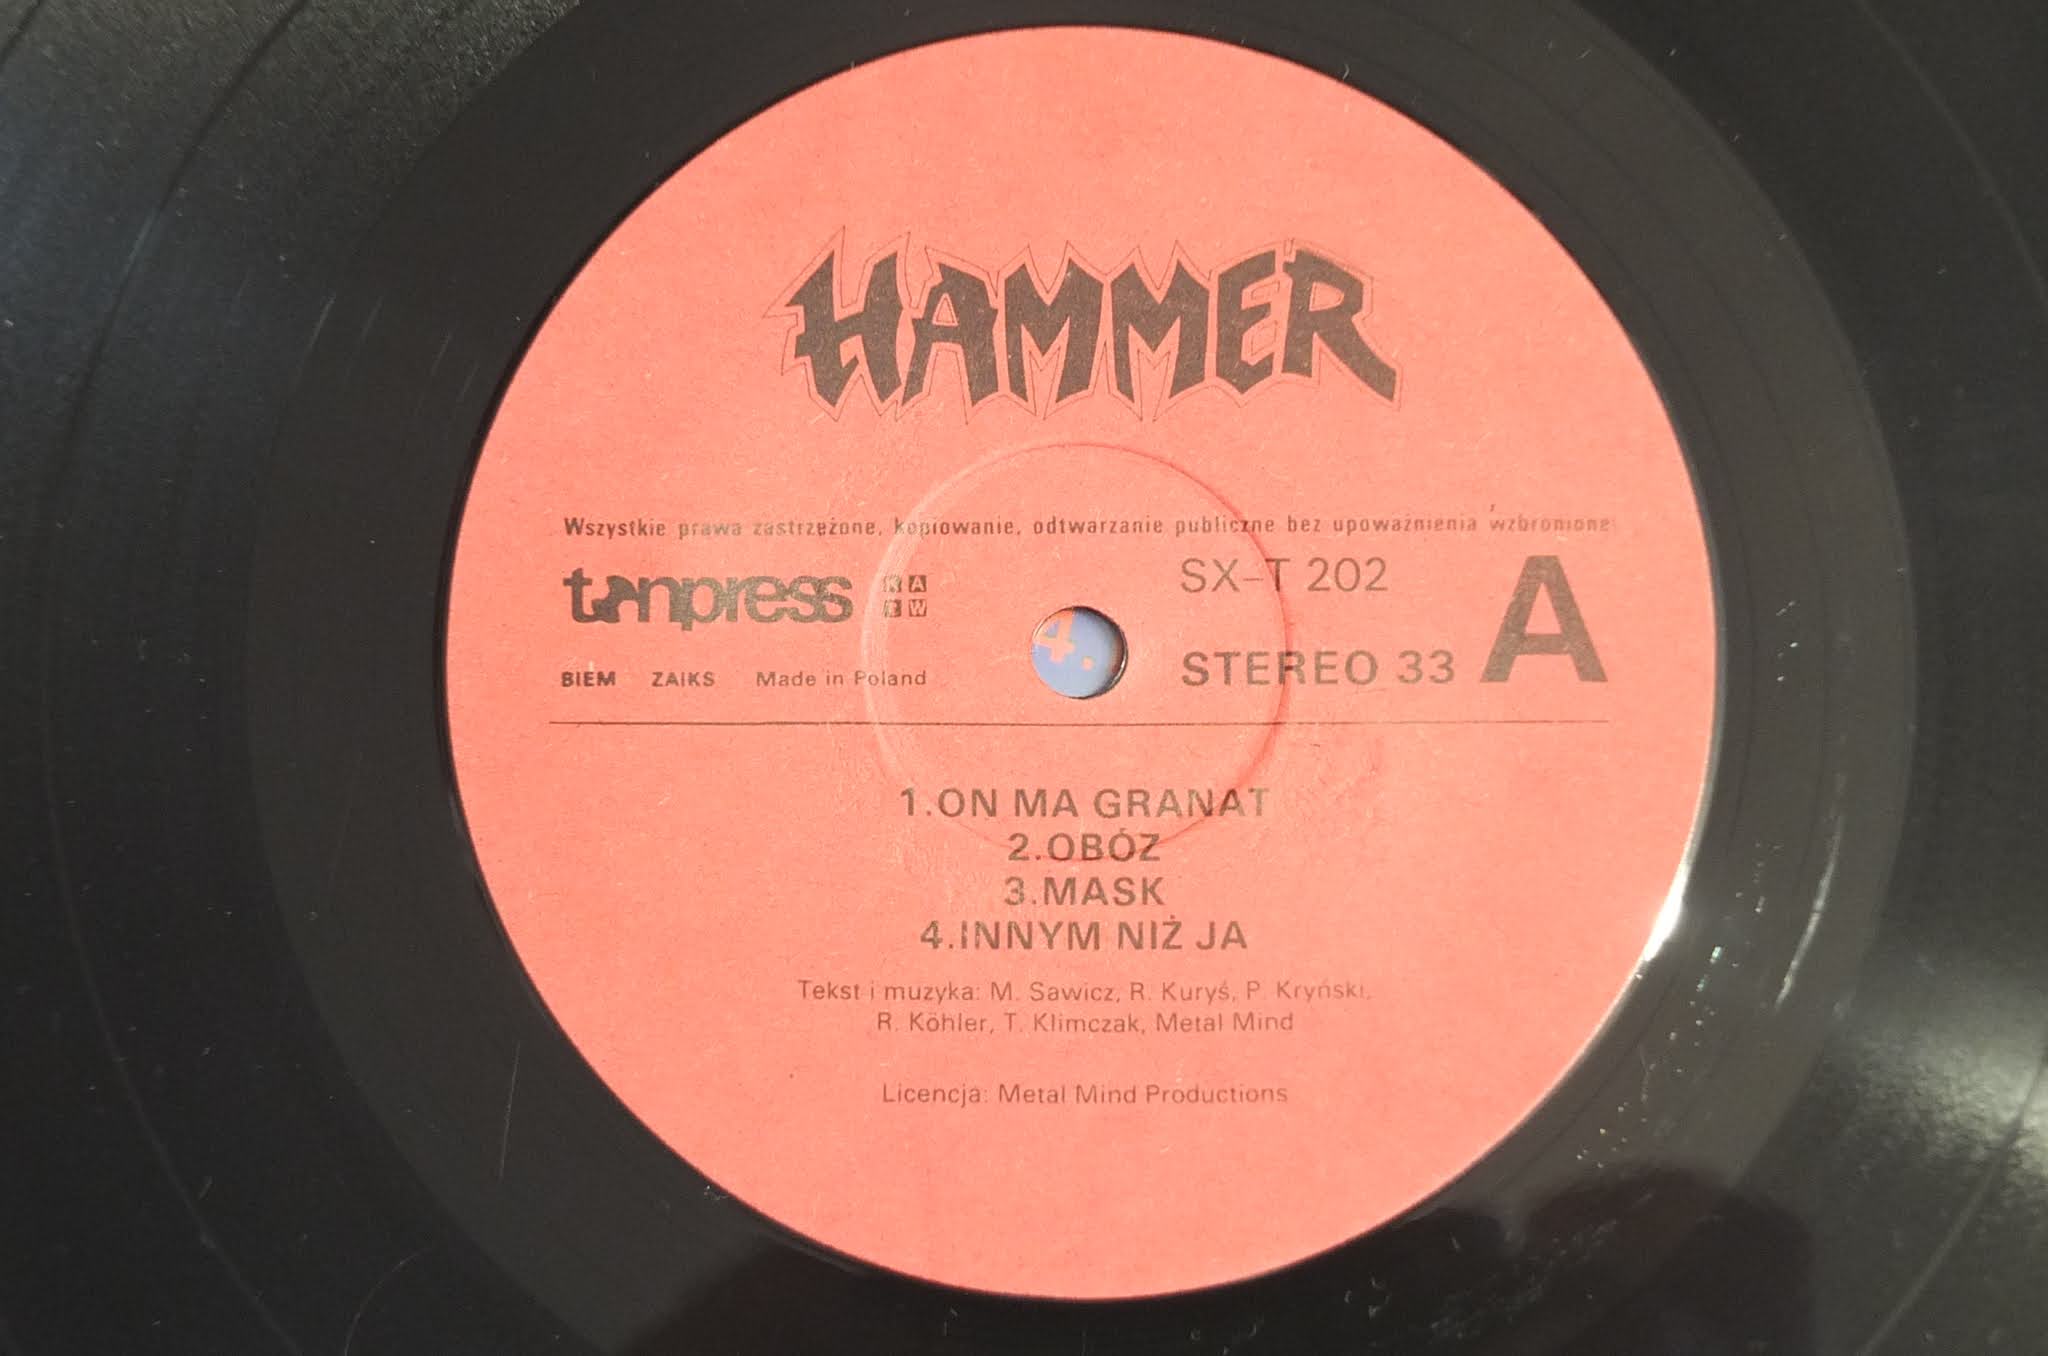 HAMMER
Wszystkie prawa zastrzeżone, kopiowanie, odtwarzanie publiczne bez upoważnienia wzbronione
tonpress KAW
SX-T 202
A
BIEM ZAIKS Made in Poland
STEREO 33
4.
1.ON MA GRANAT
2.OBÓZ
3.MASK
4.INNYM NIŻ JA
Tekst i muzyka: M. Sawicz, R. Kuryś, P. Kryński,
R. Köhler, T. Klimczak, Metal Mind
Licencja: Metal Mind Productions